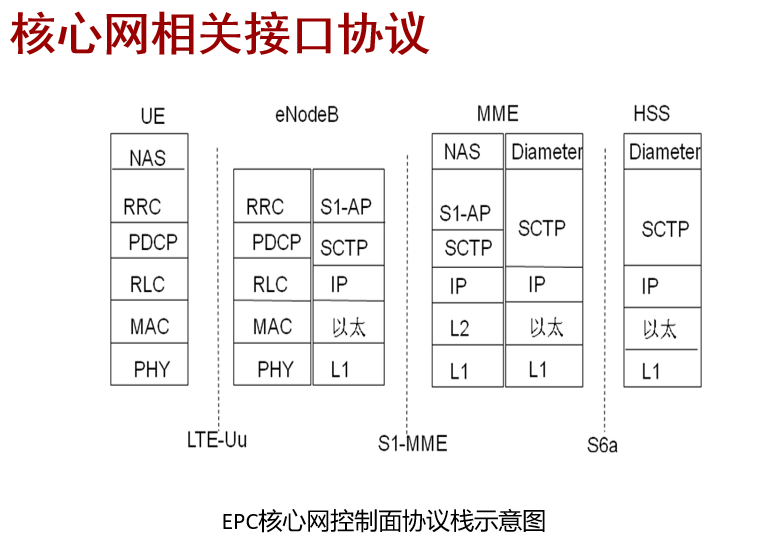 核心网相关接口协议
UE eNodeB MME HSS
NAS NAS Diameter Diameter
RRC RRC S1-AP S1-AP SCTP SCTP
PDCP PDCP SCTP SCTP
RLC RLC IP IP IP IP
MAC MAC 以太 L2 以太 以太
PHY PHY L1 L1 L1 L1
LTE-Uu S1-MME S6a
EPC核心网控制面协议栈示意图